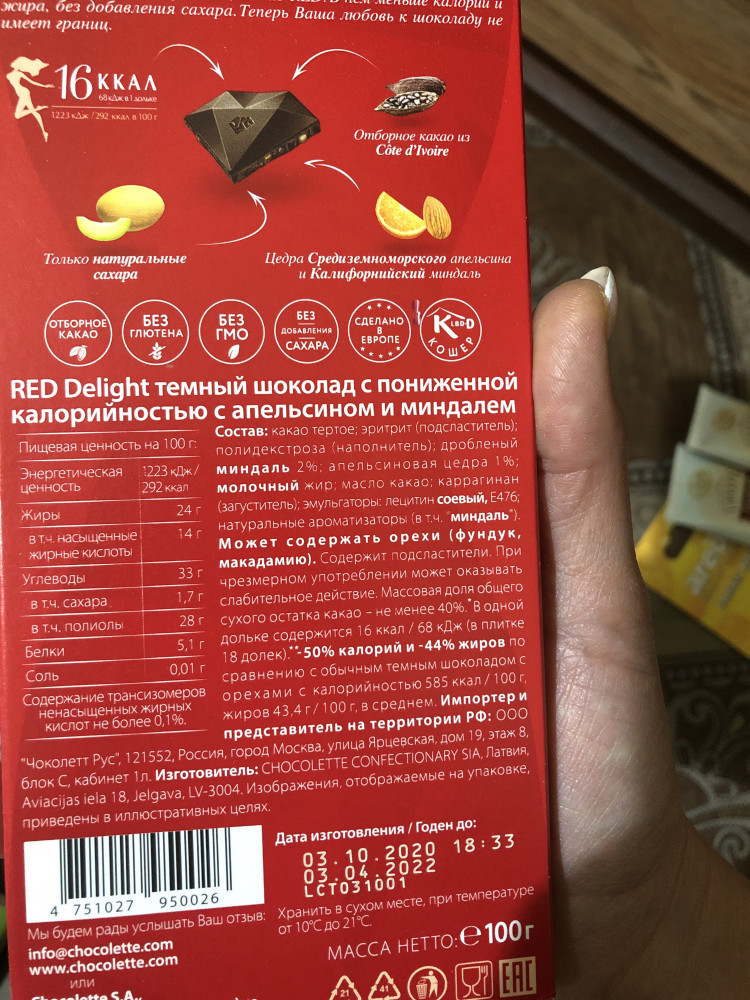 жира, без добавления сахара. Теперь Ваша любовь к шоколаду не
имеет границ.
16 ККАЛ
68 кДж в 1 дольке
1223 кДж /292 ккал в 100 г
Отборное какао из
Côte d'Ivoire
Только натуральные
сахара
Цедра Средиземноморского апельсина
и Калифорнийский миндаль
ОТБОРНОЕ
КАКАО
БЕЗ
ГЛЮТЕНА
БЕЗ
ГМО
БЕЗ
ДОБАВЛЕНИЯ
САХАРА
СДЕЛАНО
В
ЕВРОПЕ
K LBD-D
КОШЕР
RED Delight темный шоколад с пониженной
калорийностью с апельсином и миндалем
Пищевая ценность на 100 г:
Энергетическая ценность 1223 кДж/ 292 ккал
Жиры 24 г
в т.ч. насыщенные жирные кислоты 14 г
Углеводы 33 г
в т.ч. сахара 1,7 г
в т.ч. полиолы 28 г
Белки 5,1 г
Соль 0,01 г
Содержание трансизомеров
ненасыщенных жирных
кислот не более 0,1%.
Состав: какао тертое; эритрит (подсластитель);
полидекстроза (наполнитель); дробленый
миндаль 2%; апельсиновая цедра 1%;
молочный жир; масло какао; каррагинан
(загуститель); эмульгаторы: лецитин соевый, E476;
натуральные ароматизаторы (в т.ч. "миндаль").
Может содержать орехи (фундук,
макадамию). Содержит подсластители. При
чрезмерном употреблении может оказывать
слабительное действие. Массовая доля общего
сухого остатка какао – не менее 40%.*В одной
дольке содержится 16 ккал / 68 кДж (в плитке
18 долек).**-50% калорий и -44% жиров по
сравнению с обычным темным шоколадом с
орехами с калорийностью 585 ккал / 100 г,
жиров 43,4 г / 100 г, в среднем. Импортер и
представитель на территории РФ: ООО
"Чоколетт Рус", 121552, Россия, город Москва, улица Ярцевская, дом 19, этаж 8,
блок С, кабинет 1л. Изготовитель: CHOCOLETTE CONFECTIONARY SIA, Латвия,
Aviacijas iela 18, Jelgava, LV-3004. Изображения, отображаемые на упаковке,
приведены в иллюстративных целях.
4 751027 950026
Дата изготовления / Годен до:
03.10.2020 18:33
03.04.2022
LCT031001
Мы будем рады услышать Ваш отзыв:
info@chocolette.com
www.chocolette.com
или
Chocolette S.A.,
Хранить в сухом месте, при температуре
от 10°C до 21°C.
МАССА НЕТТО: ℮ 100г
21
41
EAC